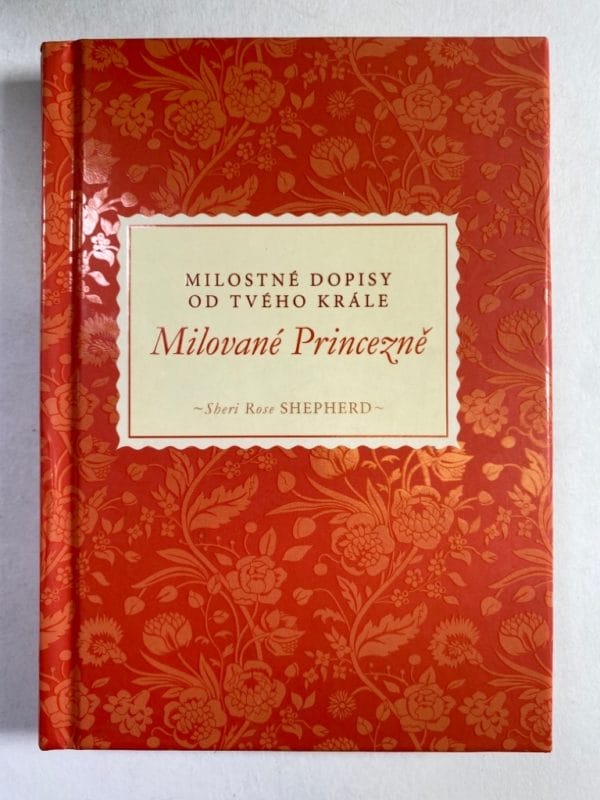 MILOSTNÉ DOPISY
OD TVÉHO KRÁLE
Milované Princezně
~Sheri Rose SHEPHERD~